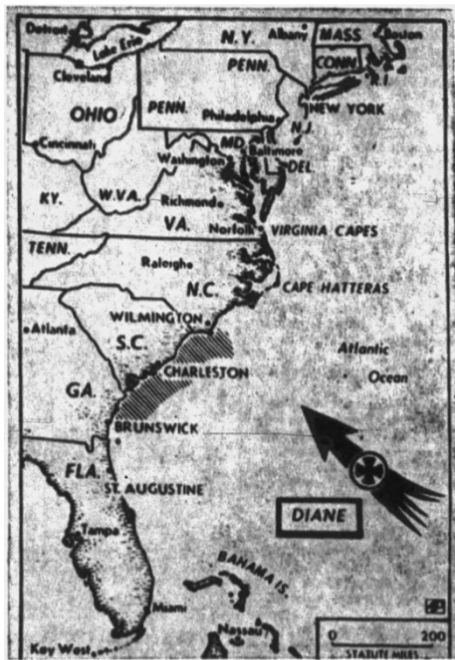 Detroit
Lake Erie
N.Y.
Albany
MASS.
Boston
Cleveland
PENN.
CONN.
R.I.
OHIO
PENN.
NEW YORK
Philadelphia
N.J.
Cincinnati
MD.
Baltimore
Washington
DEL.
KY.
W.VA.
Richmond
VA.
Norfolk
VIRGINIA CAPES
TENN.
Raleigh
N.C.
CAPE HATTERAS
WILMINGTON
Atlanta
S.C.
Atlantic
Ocean
CHARLESTON
GA.
BRUNSWICK
FLA.
ST. AUGUSTINE
DIANE
Tampa
BAHAMA IS.
Miami
Nassau
Key West
0 200
STATUTE MILES